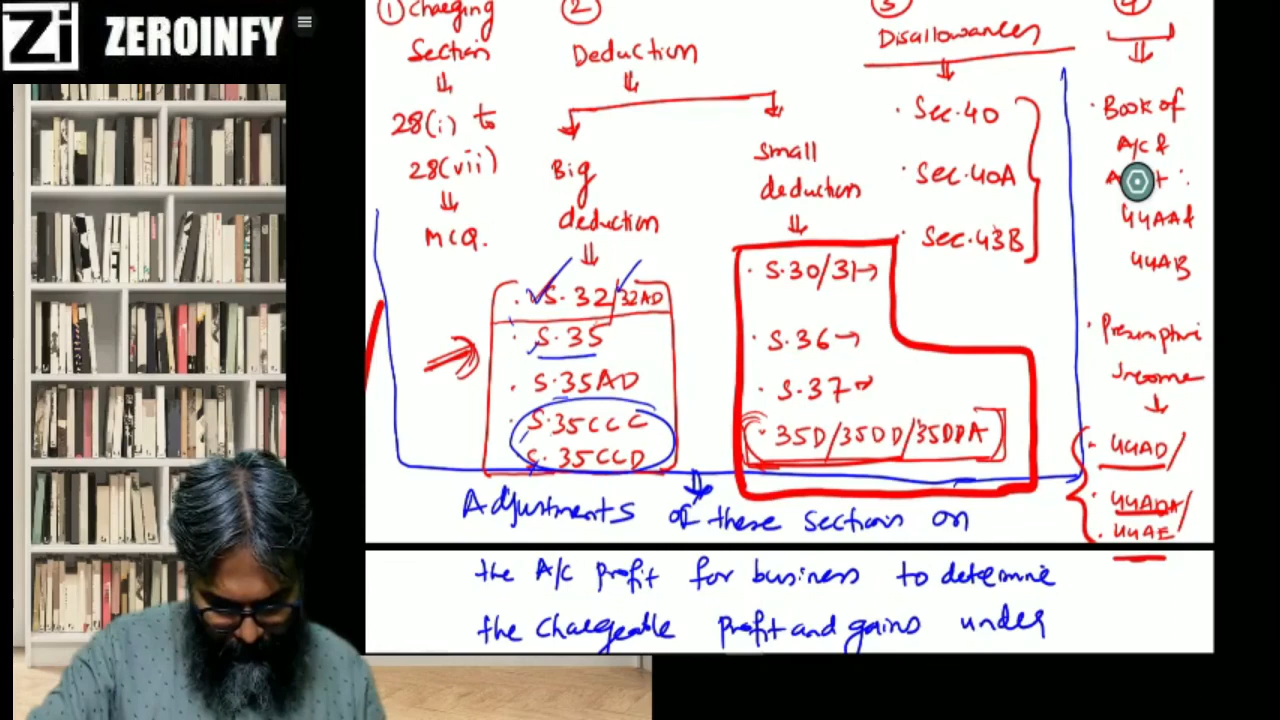 Zi ZEROINFY
① Charging
Section
28(i) to
28(vii)
MCQ.
②
Deduction
Big
deduction
· S.32/32AD
· S.35
· S.35AD
· S.35CCC
S.35CCD
small
deduction
· S.30/31→
· S.36→
· S.37→
· 35D/35DD/35DDA
③
Disallowances
· Sec.40
· Sec.40A
· Sec.43B
④
· Book of
A/c &
44AA &
44AB
· Presumptive
Income
· 44AD/
· 44ADA/
· 44AE
Adjustments of these sections on
the A/c profit for business to determine
the chargeable profit and gains under